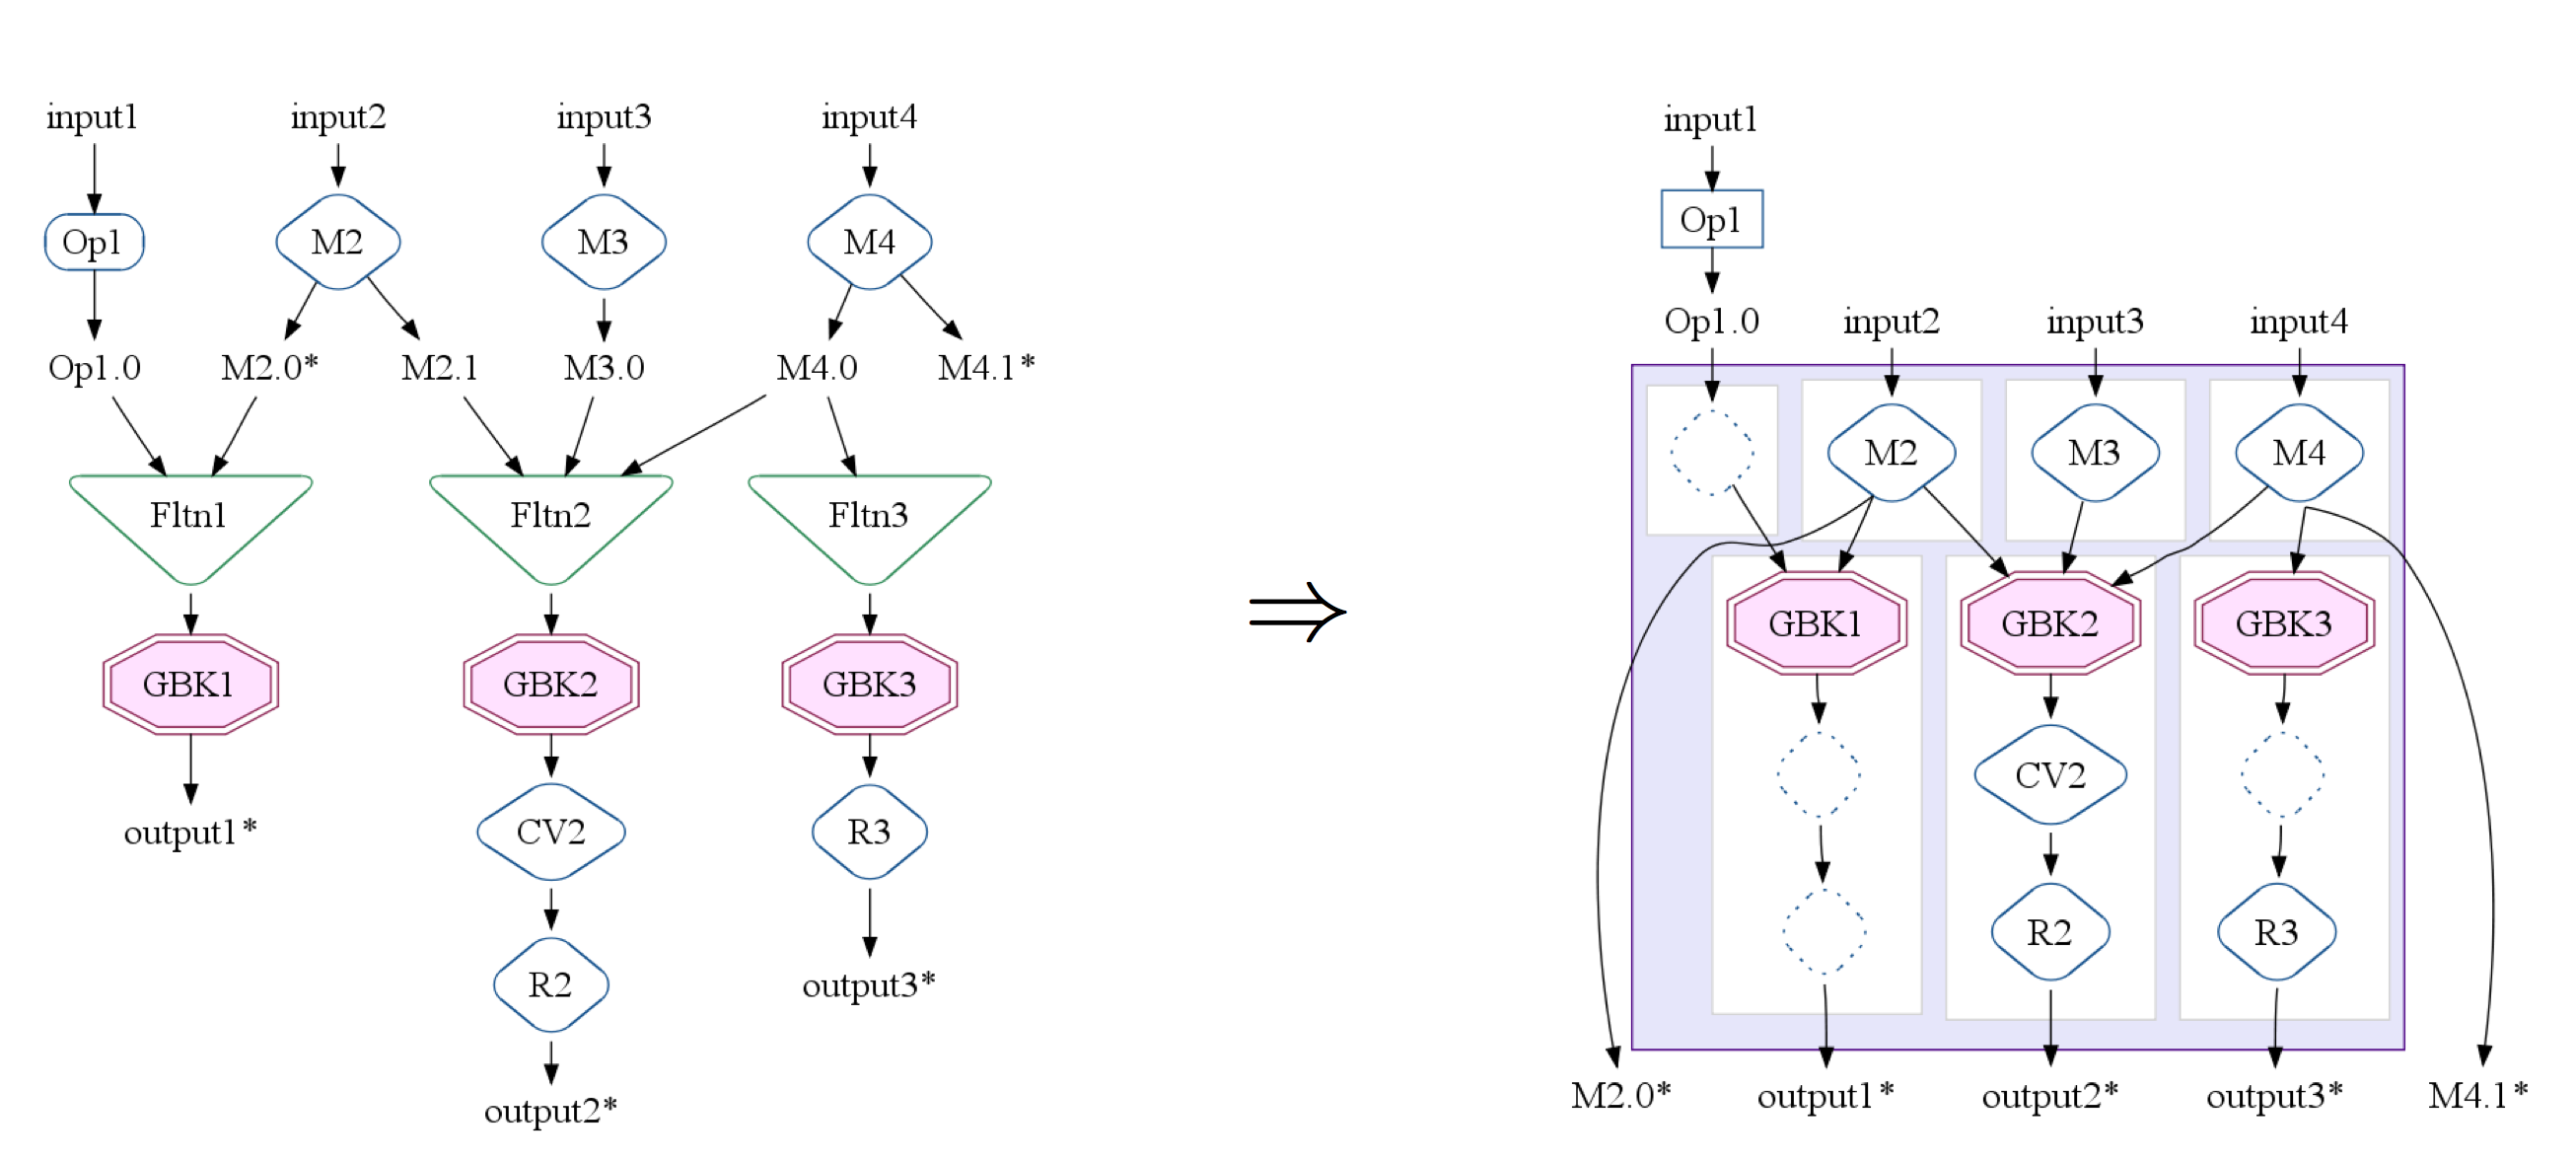 input1
input2
input3
input4
Op1
M2
M3
M4
Op1.0
M2.0*
M2.1
M3.0
M4.0
M4.1*
Fltn1
Fltn2
Fltn3
GBK1
GBK2
GBK3
output1*
CV2
R3
R2
output3*
output2*
⇒
input1
Op1
Op1.0
input2
input3
input4
M2
M3
M4
GBK1
GBK2
GBK3
CV2
R2
R3
M2.0*
output1*
output2*
output3*
M4.1*